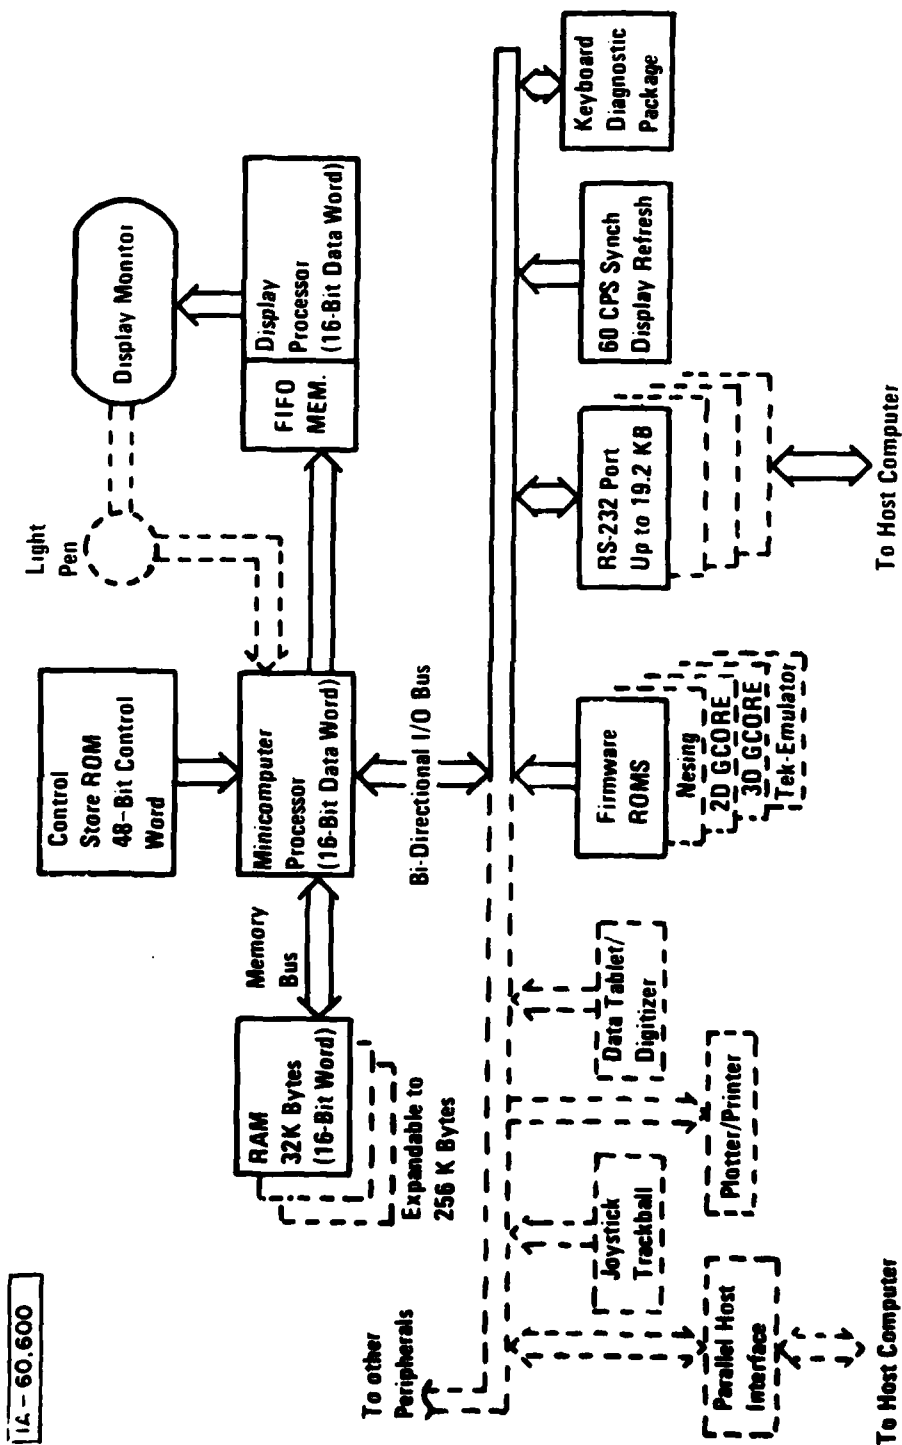 IA-60,600
Control
Store ROM
48-Bit Control
Word
Light
Pen
Display Monitor
RAM
32K Bytes
(16-Bit Word)
Expandable to
256 K Bytes
Memory
Bus
Minicomputer
Processor
(16-Bit Data Word)
FIFO
MEM.
Display
Processor
(16-Bit Data Word)
To other
Peripherals
Bi-Directional I/O Bus
Joystick
Trackball
Data Tablet/
Digitizer
Firmware
ROMS
Nesing
2D GCORE
3D GCORE
Tek-Emulator
RS-232 Port
Up to 19.2 KB
60 CPS Synch
Display Refresh
Keyboard
Diagnostic
Package
Parallel Host
Interface
Plotter/Printer
To Host Computer
To Host Computer